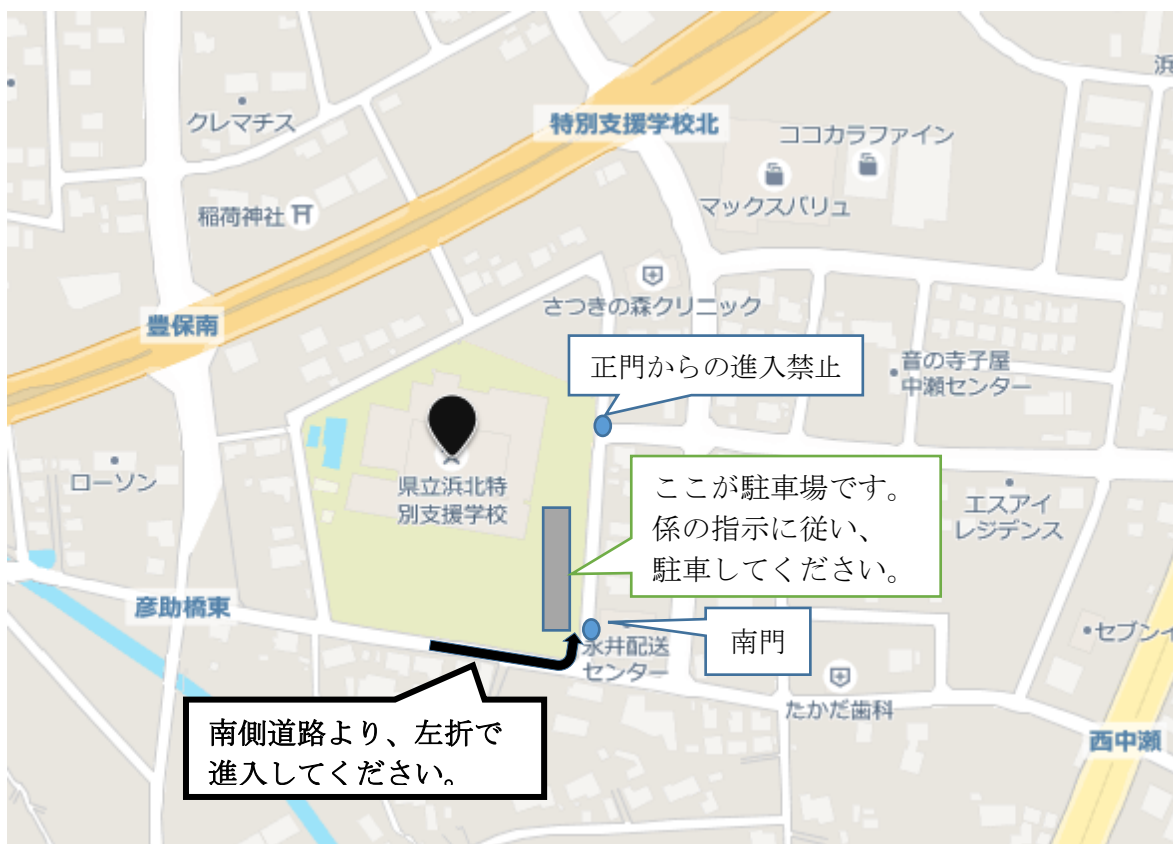 浜
クレマチス
特別支援学校北
ココカラファイン
稲荷神社
マックスバリュ
さつきの森クリニック
豊保南
正門からの進入禁止
音の寺子屋
中瀬センター
ローソン
県立浜北特
別支援学校
ここが駐車場です。
係の指示に従い、
駐車してください。
エスアイ
レジデンス
彦助橋東
南門
永井配送
センター
セブンイ
たかだ歯科
南側道路より、左折で
進入してください。
西中瀬